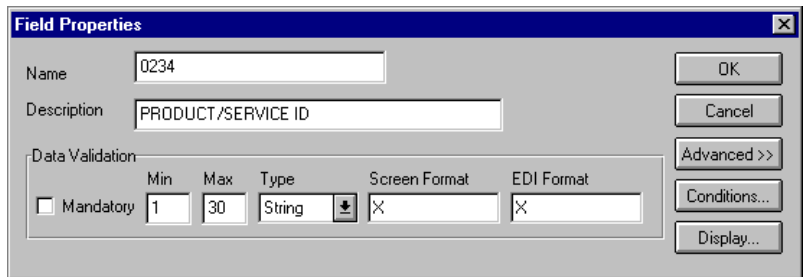 Field Properties
Name 0234 OK
Description PRODUCT/SERVICE ID Cancel
Data Validation Advanced >>
Min Max Type Screen Format EDI Format
Mandatory 1 30 String X X Conditions...
Display...